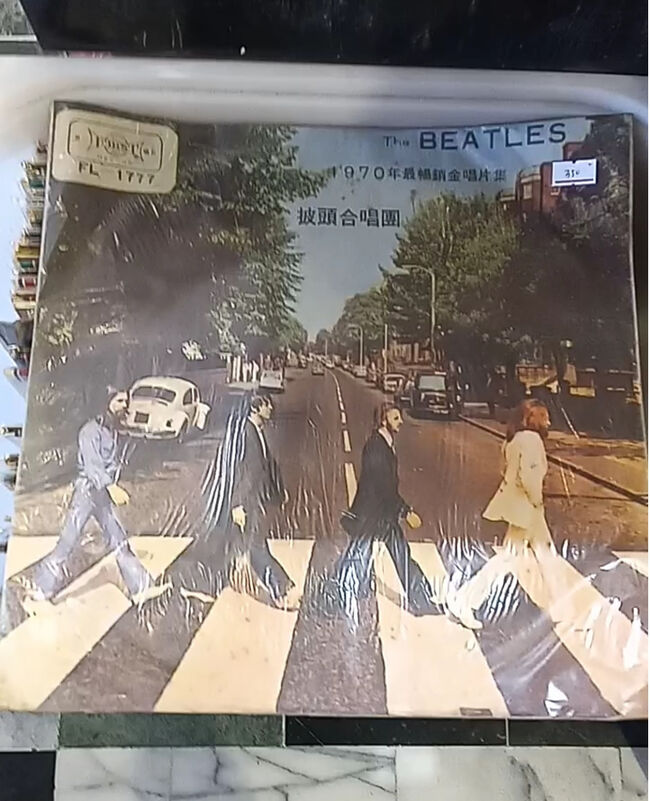 The BEATLES
1970年最暢銷金唱片集
披頭合唱團
First
FL 1777
350